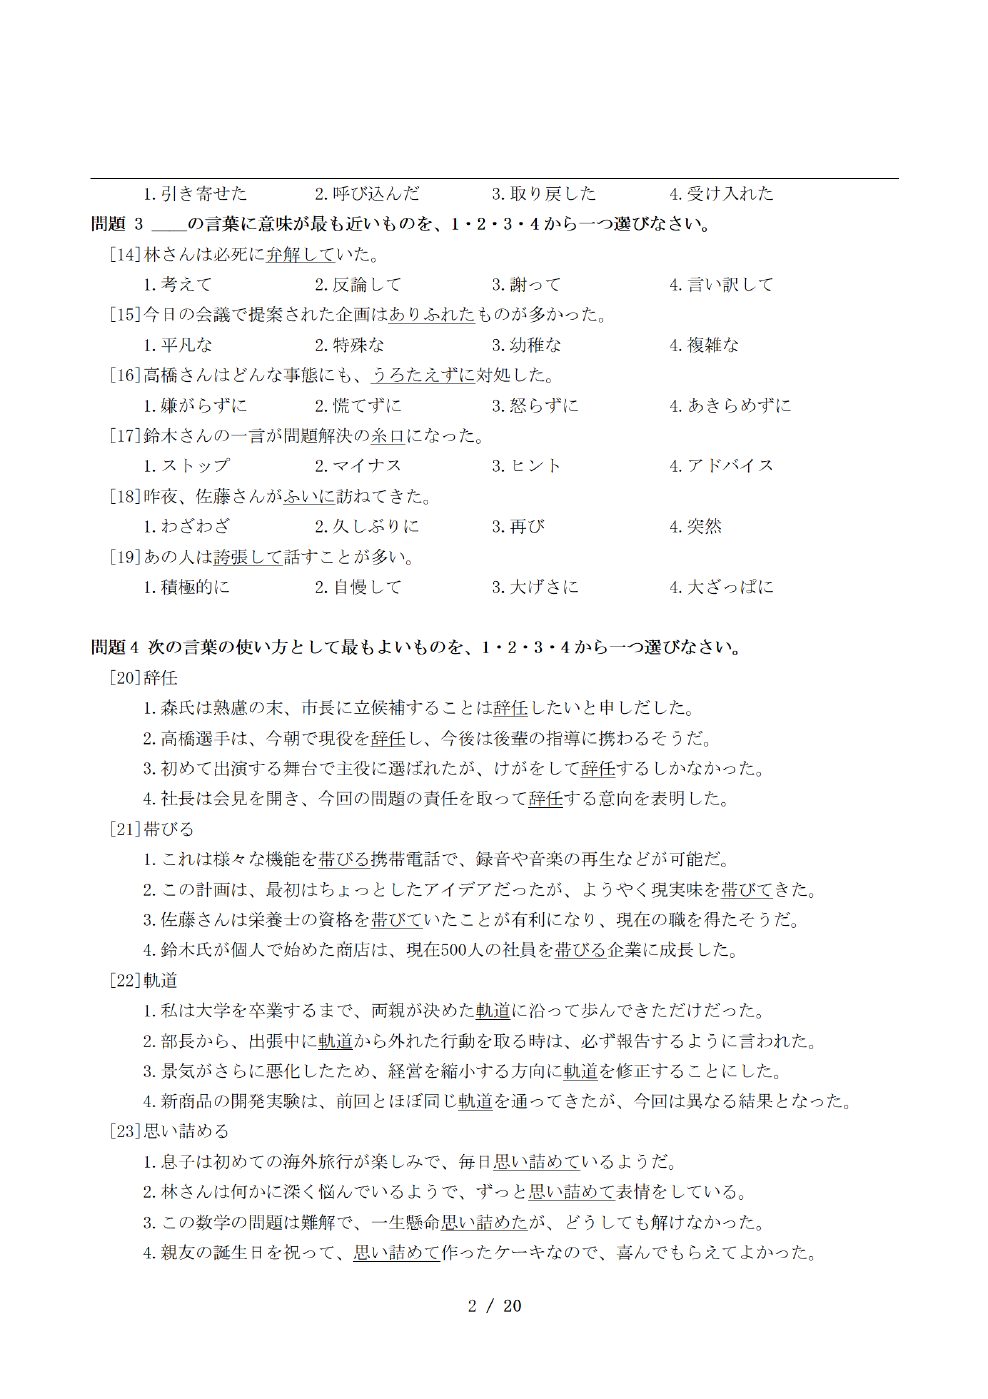 1.引き寄せた 2.呼び込んだ 3.取り戻した 4.受け入れた
問題 3 ____の言葉に意味が最も近いものを、1・2・3・4から一つ選びなさい。
[14]林さんは必死に弁解していた。
1.考えて 2.反論して 3.謝って 4.言い訳して
[15]今日の会議で提案された企画はありふれたものが多かった。
1.平凡な 2.特殊な 3.幼稚な 4.複雑な
[16]高橋さんはどんな事態にも、うろたえずに対処した。
1.嫌がらずに 2.慌てずに 3.怒らずに 4.あきらめずに
[17]鈴木さんの一言が問題解決の糸口になった。
1.ストップ 2.マイナス 3.ヒント 4.アドバイス
[18]昨夜、佐藤さんがふいに訪ねてきた。
1.わざわざ 2.久しぶりに 3.再び 4.突然
[19]あの人は誇張して話すことが多い。
1.積極的に 2.自慢して 3.大げさに 4.大ざっぱに
問題4 次の言葉の使い方として最もよいものを、1・2・3・4から一つ選びなさい。
[20]辞任
1.森氏は熟慮の末、市長に立候補することは辞任したいと申しだした。
2.高橋選手は、今朝で現役を辞任し、今後は後輩の指導に携わるそうだ。
3.初めて出演する舞台で主役に選ばれたが、けがをして辞任するしかなかった。
4.社長は会見を開き、今回の問題の責任を取って辞任する意向を表明した。
[21]帯びる
1.これは様々な機能を帯びる携帯電話で、録音や音楽の再生などが可能だ。
2.この計画は、最初はちょっとしたアイデアだったが、ようやく現実味を帯びてきた。
3.佐藤さんは栄養士の資格を帯びていたことが有利になり、現在の職を得たそうだ。
4.鈴木氏が個人で始めた商店は、現在500人の社員を帯びる企業に成長した。
[22]軌道
1.私は大学を卒業するまで、両親が決めた軌道に沿って歩んできただけだった。
2.部長から、出張中に軌道から外れた行動を取る時は、必ず報告するように言われた。
3.景気がさらに悪化したため、経営を縮小する方向に軌道を修正することにした。
4.新商品の開発実験は、前回とほぼ同じ軌道を通ってきたが、今回は異なる結果となった。
[23]思い詰める
1.息子は初めての海外旅行が楽しみで、毎日思い詰めているようだ。
2.林さんは何かに深く悩んでいるようで、ずっと思い詰めて表情をしている。
3.この数学の問題は難解で、一生懸命思い詰めたが、どうしても解けなかった。
4.親友の誕生日を祝って、思い詰めて作ったケーキなので、喜んでもらえてよかった。
2 / 20